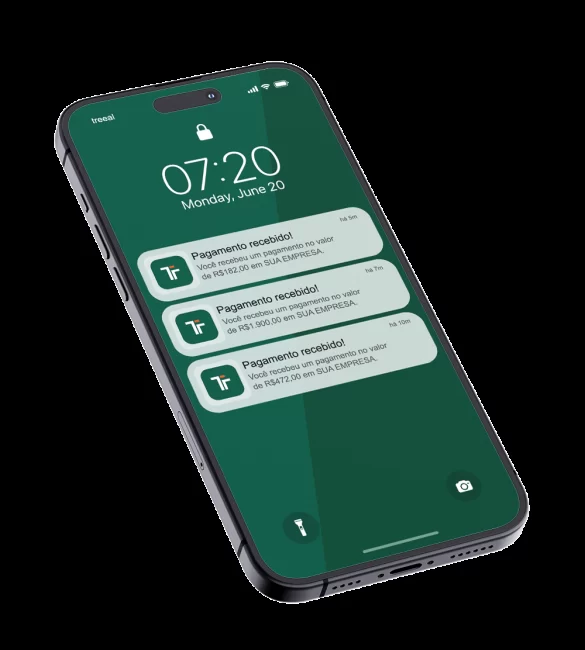 treeal
07:20
Monday, June 20
Pagamento recebido!
há 5m
Você recebeu um pagamento no valor
de R$182,00 em SUA EMPRESA.
Pagamento recebido!
há 7m
Você recebeu um pagamento no valor
de R$1.900,00 em SUA EMPRESA.
Pagamento recebido!
há 10m
Você recebeu um pagamento no valor
de R$472,00 em SUA EMPRESA.